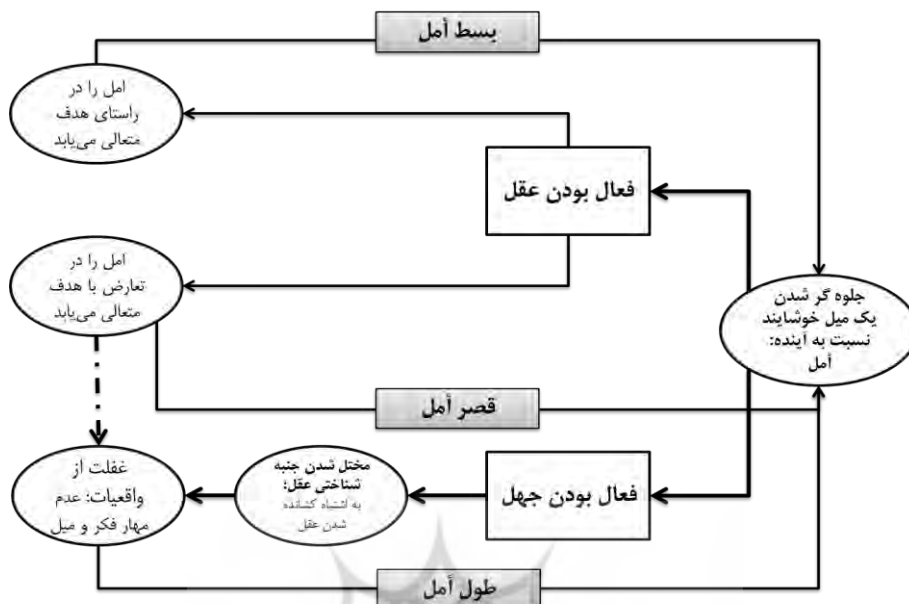 بسط أمل
امل را در
راستای هدف
متعالی می‌یابد
فعال بودن عقل
امل را در
تعارض با هدف
متعالی می‌یابد
جلوه گر شدن
یک میل خوشایند
نسبت به آینده:
أمل
قصر أمل
مختل شدن جنبه
شناختی عقل؛
به اشتباه کشانده
شدن عقل
غفلت از
واقعیات؛ عدم
مهار فکر و میل
فعال بودن جهل
طول أمل